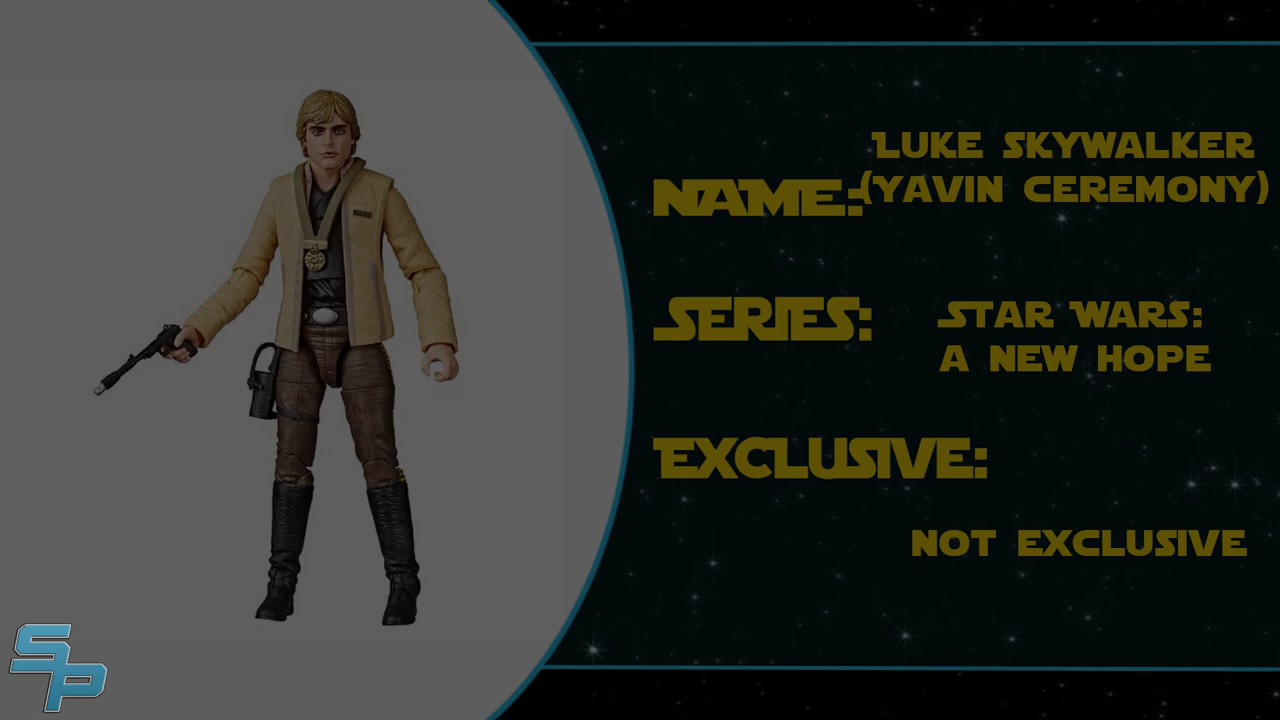 NAME: LUKE SKYWALKER
(YAVIN CEREMONY)
SERIES: STAR WARS:
A NEW HOPE
EXCLUSIVE:
NOT EXCLUSIVE
SP